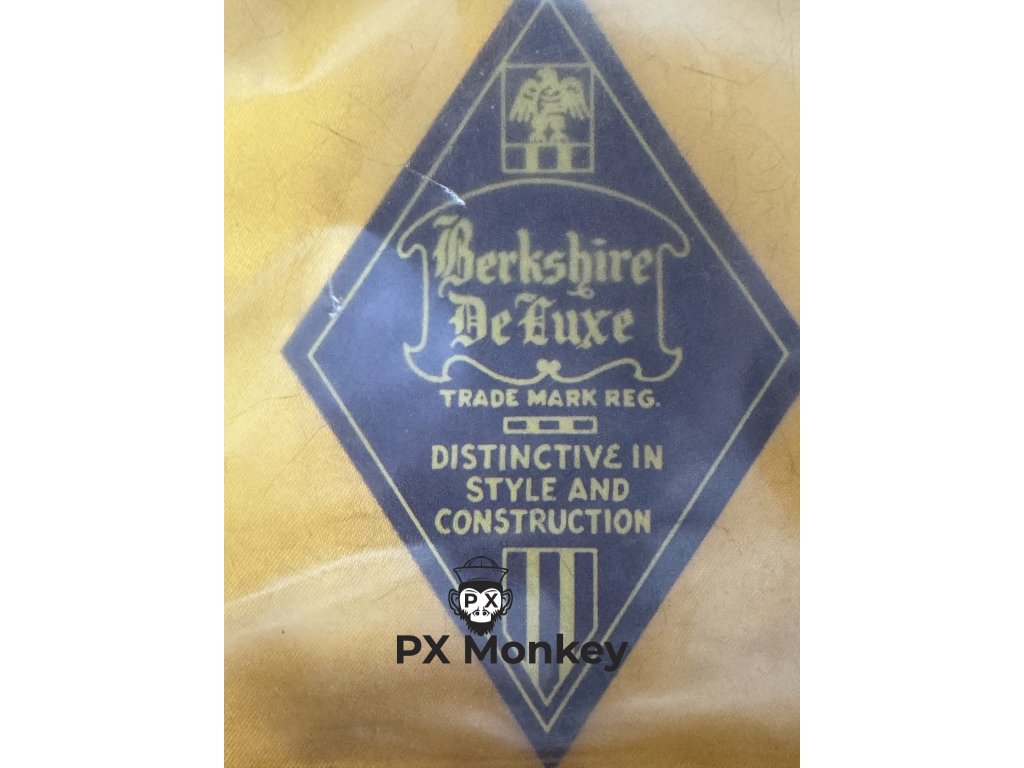 Berkshire
De Luxe
TRADE MARK REG.
DISTINCTIVE IN
STYLE AND
CONSTRUCTION
PX
PX Monkey